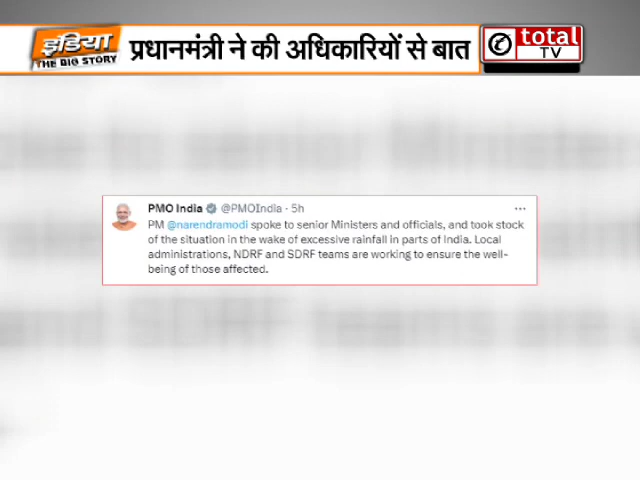 इंडिया
THE BIG STORY
प्रधानमंत्री ने की अधिकारियों से बात
total
TV
PMO India @PMOIndia · 5h
PM @narendramodi spoke to senior Ministers and officials, and took stock
of the situation in the wake of excessive rainfall in parts of India. Local
administrations, NDRF and SDRF teams are working to ensure the well-
being of those affected.